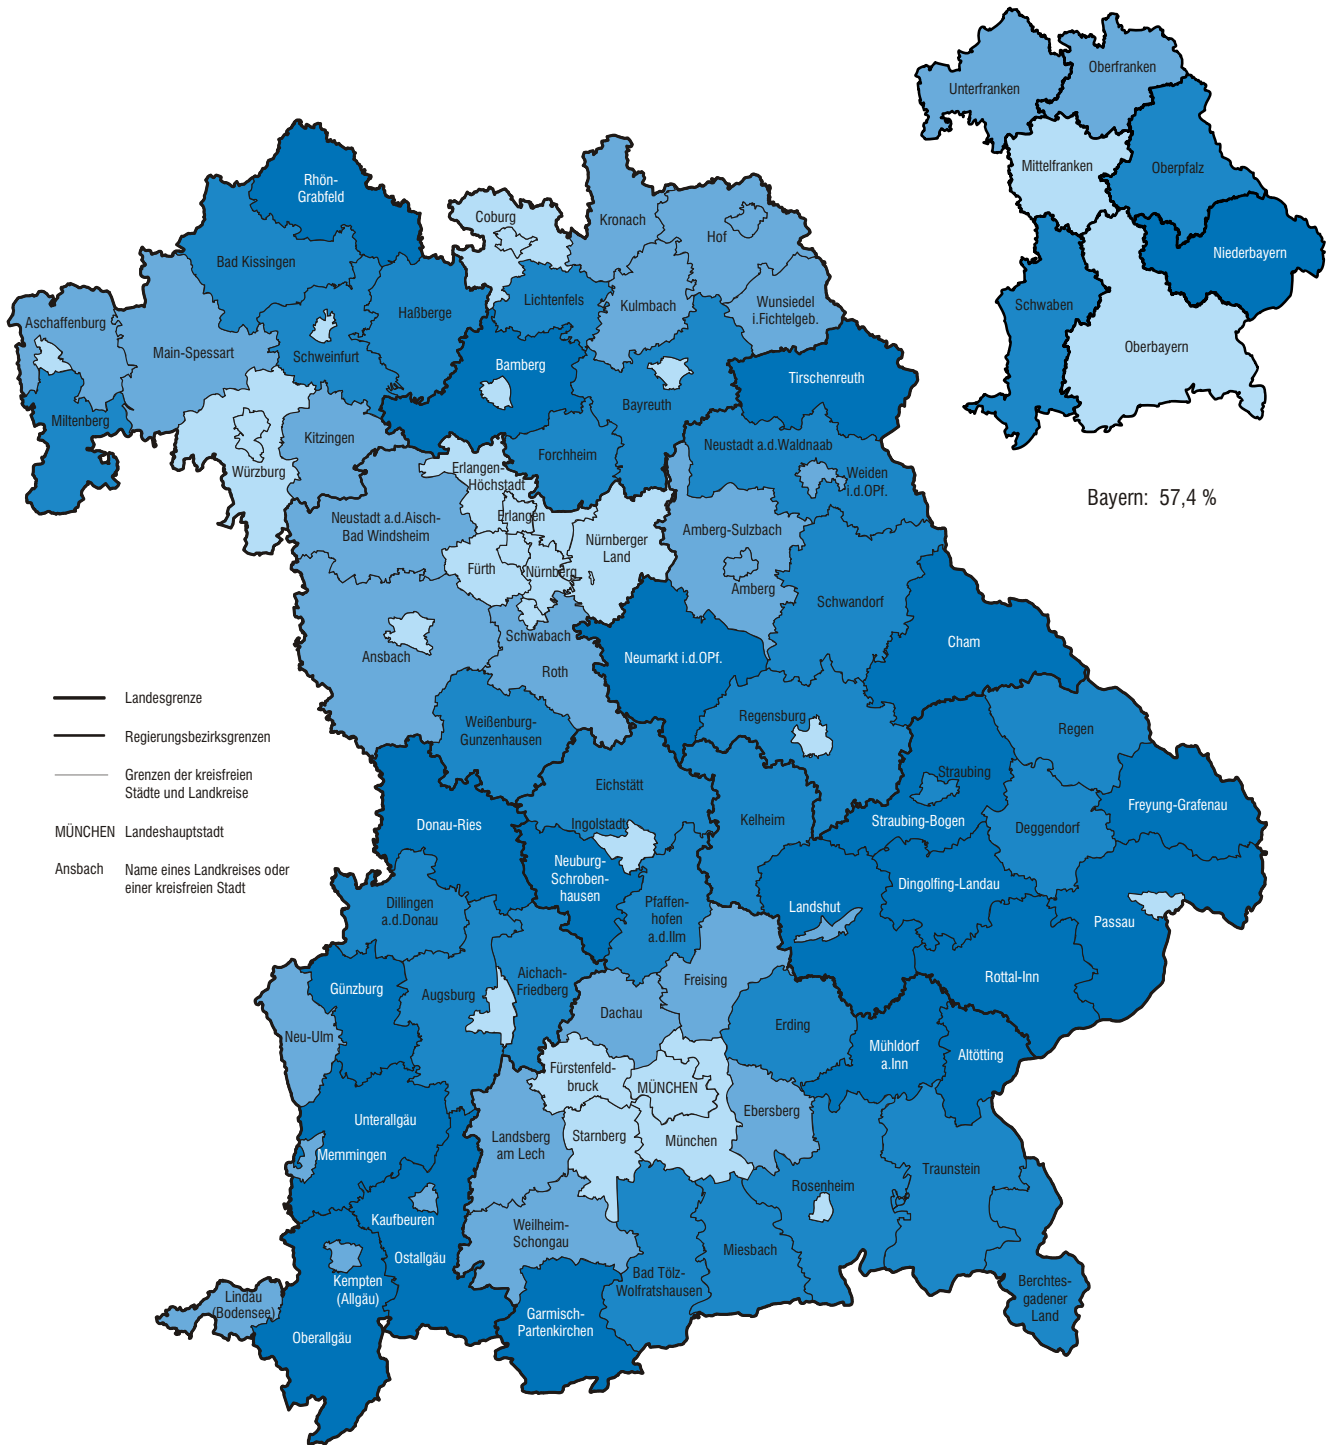 Oberfranken
Unterfranken
Mittelfranken
Oberpfalz
Niederbayern
Schwaben
Oberbayern
Bayern: 57,4 %
Rhön-
Grabfeld
Coburg
Kronach
Hof
Bad Kissingen
Lichtenfels
Kulmbach
Wunsiedel
i.Fichtelgeb.
Haßberge
Aschaffenburg
Main-Spessart
Schweinfurt
Bamberg
Tirschenreuth
Bayreuth
Miltenberg
Kitzingen
Neustadt a.d.Waldnaab
Forchheim
Würzburg
Erlangen-
Höchstadt
Weiden
i.d.OPf.
Neustadt a.d.Aisch-
Bad Windsheim
Erlangen
Nürnberger
Land
Amberg-Sulzbach
Fürth
Nürnberg
Amberg
Schwandorf
Schwabach
Ansbach
Roth
Neumarkt i.d.OPf.
Cham
Landesgrenze
Regierungsbezirksgrenzen
Grenzen der kreisfreien
Städte und Landkreise
MÜNCHEN Landeshauptstadt
Ansbach Name eines Landkreises oder
einer kreisfreien Stadt
Weißenburg-
Gunzenhausen
Regensburg
Regen
Straubing
Eichstätt
Freyung-Grafenau
Donau-Ries
Ingolstadt
Kelheim
Straubing-Bogen
Deggendorf
Neuburg-
Schroben-
hausen
Dingolfing-Landau
Dillingen
a.d.Donau
Pfaffen-
hofen
a.d.Ilm
Landshut
Passau
Günzburg
Augsburg
Aichach-
Friedberg
Freising
Rottal-Inn
Dachau
Erding
Neu-Ulm
Mühldorf
a.Inn
Altötting
Fürstenfeld-
bruck
MÜNCHEN
Ebersberg
Unterallgäu
Landsberg
am Lech
Starnberg
München
Memmingen
Traunstein
Rosenheim
Kaufbeuren
Weilheim-
Schongau
Miesbach
Ostallgäu
Kempten
(Allgäu)
Bad Tölz-
Wolfratshausen
Berchtes-
gadener
Land
Lindau
(Bodensee)
Garmisch-
Partenkirchen
Oberallgäu